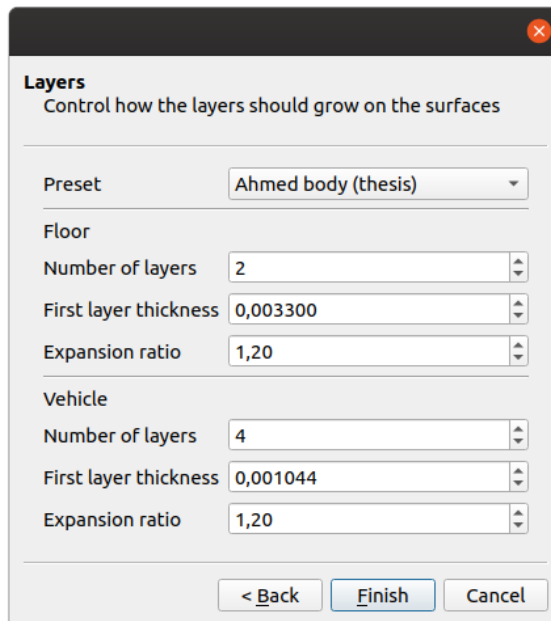 Layers
Control how the layers should grow on the surfaces
Preset Ahmed body (thesis)
Floor
Number of layers 2
First layer thickness 0,003300
Expansion ratio 1,20
Vehicle
Number of layers 4
First layer thickness 0,001044
Expansion ratio 1,20
< Back Finish Cancel